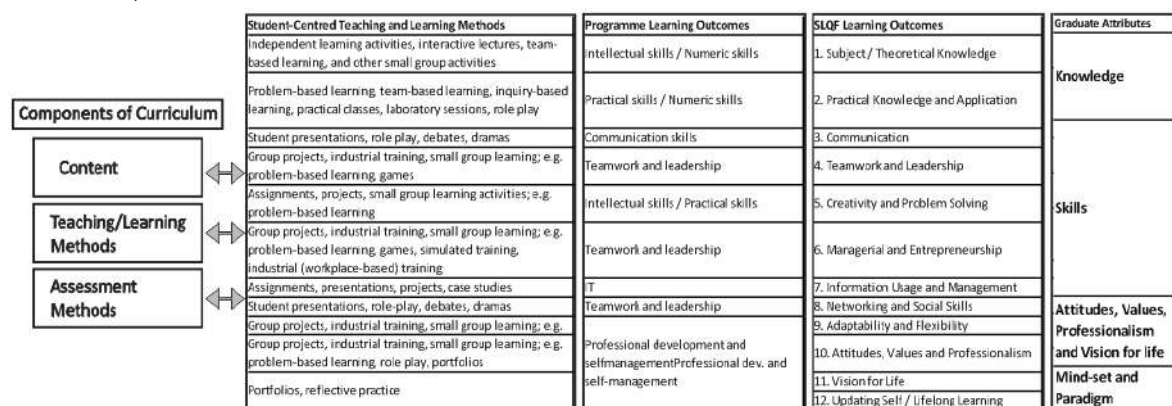 Components of Curriculum
Content
Teaching/Learning
Methods
Assessment
Methods
Student-Centred Teaching and Learning Methods
Independent learning activities, interactive lectures, team-
based learning, and other small group activities
Problem-based learning, team-based learning, inquiry-based
learning, practical classes, laboratory sessions, role play
Student presentations, role play, debates, dramas
Group projects, industrial training, small group learning; e.g.
problem-based learning, games
Assignments, projects, small group learning activities; e.g.
problem-based learning
Group projects, industrial training, small group learning; e.g.
problem-based learning, games, simulated training,
industrial (workplace-based) training
Assignments, presentations, projects, case studies
Student presentations, role-play, debates, dramas
Group projects, industrial training, small group learning; e.g.
Group projects, industrial training, small group learning; e.g.
problem-based learning, role play, portfolios
Portfolios, reflective practice
Programme Learning Outcomes
Intellectual skills / Numeric skills
Practical skills / Numeric skills
Communication skills
Teamwork and leadership
Intellectual skills / Practical skills
Teamwork and leadership
IT
Teamwork and leadership
Professional development and
selfmanagementProfessional dev. and
self-management
SLQF Learning Outcomes
1. Subject / Theoretical Knowledge
2. Practical Knowledge and Application
3. Communication
4. Teamwork and Leadership
5. Creativity and Problem Solving
6. Managerial and Entrepreneurship
7. Information Usage and Management
8. Networking and Social Skills
9. Adaptability and Flexibility
10. Attitudes, Values and Professionalism
11. Vision for Life
12. Updating Self / Lifelong Learning
Graduate Attributes
Knowledge
Skills
Attitudes, Values,
Professionalism
and Vision for life
Mind-set and
Paradigm